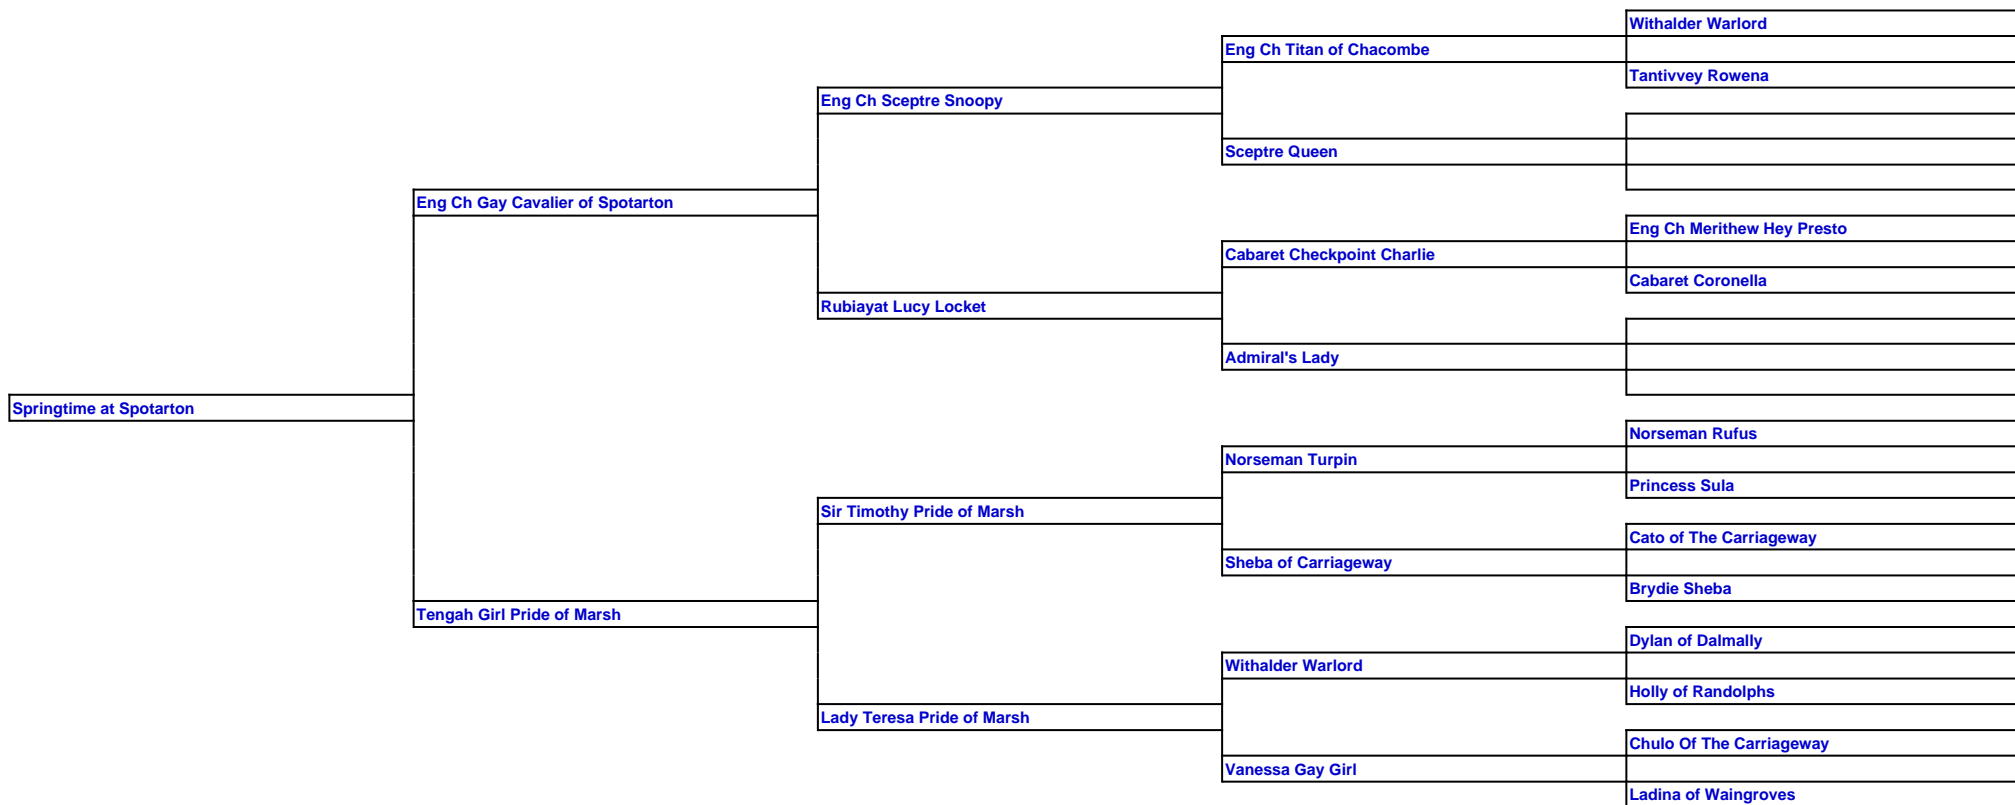 Withalder Warlord
Eng Ch Titan of Chacombe
Tantivvey Rowena
Eng Ch Sceptre Snoopy
Sceptre Queen
Eng Ch Gay Cavalier of Spotarton
Eng Ch Merithew Hey Presto
Cabaret Checkpoint Charlie
Cabaret Coronella
Rubiayat Lucy Locket
Admiral's Lady
Springtime at Spotarton
Norseman Rufus
Norseman Turpin
Princess Sula
Sir Timothy Pride of Marsh
Cato of The Carriageway
Sheba of Carriageway
Brydie Sheba
Tengah Girl Pride of Marsh
Dylan of Dalmally
Withalder Warlord
Holly of Randolphs
Lady Teresa Pride of Marsh
Chulo Of The Carriageway
Vanessa Gay Girl
Ladina of Waingroves